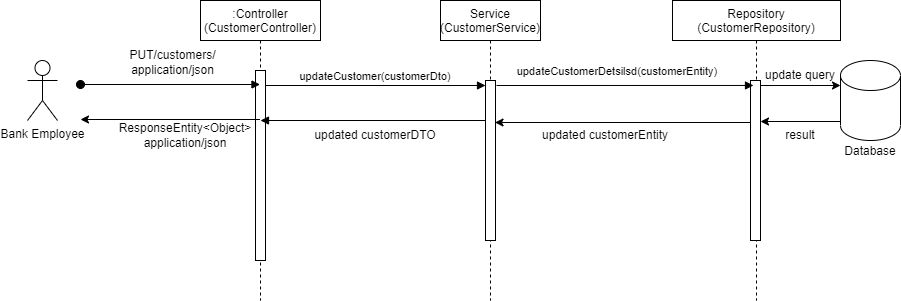 :Controller
(CustomerController)
Service
(CustomerService)
Repository
(CustomerRepository)
PUT/customers/
application/json
updateCustomer(customerDto)
updateCustomerDetsilsd(customerEntity)
update query
Bank Employee
ResponseEntity<Object>
application/json
updated customerDTO
updated customerEntity
result
Database